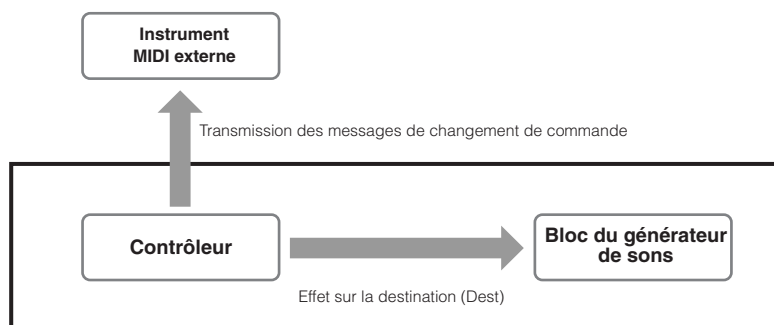 Instrument
MIDI externe
Transmission des messages de changement de commande
Contrôleur
Bloc du générateur
de sons
Effet sur la destination (Dest)